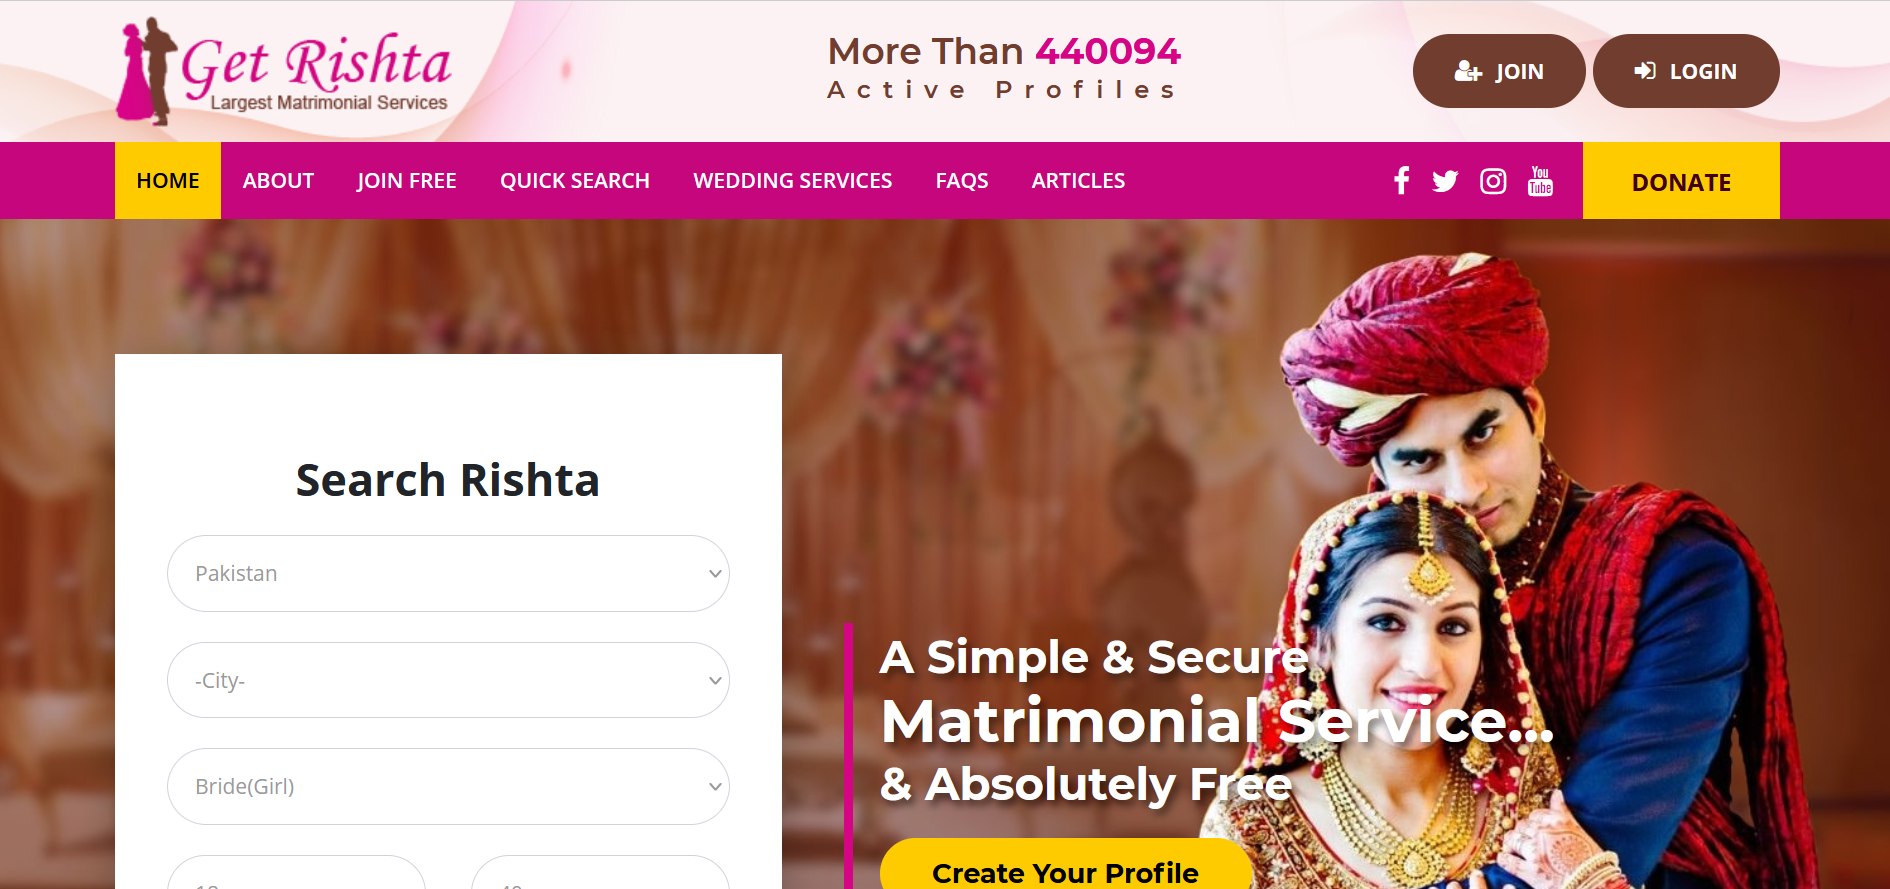 Get Rishta
Largest Matrimonial Services
More Than 440094
Active Profiles
JOIN
LOGIN
HOME
ABOUT
JOIN FREE
QUICK SEARCH
WEDDING SERVICES
FAQS
ARTICLES
You
Tube
DONATE
Search Rishta
Pakistan
-City-
Bride(Girl)
A Simple & Secure
Matrimonial Service...
& Absolutely Free
Create Your Profile